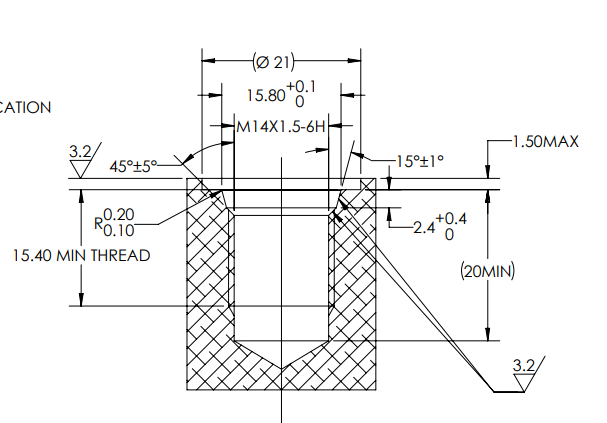 (Ø 21)
15.80 +0.1 0
CATION
M14X1.5-6H
3.2
45°±5°
15°±1°
1.50MAX
R0.20 0.10
2.4 +0.4 0
15.40 MIN THREAD
(20MIN)
3.2